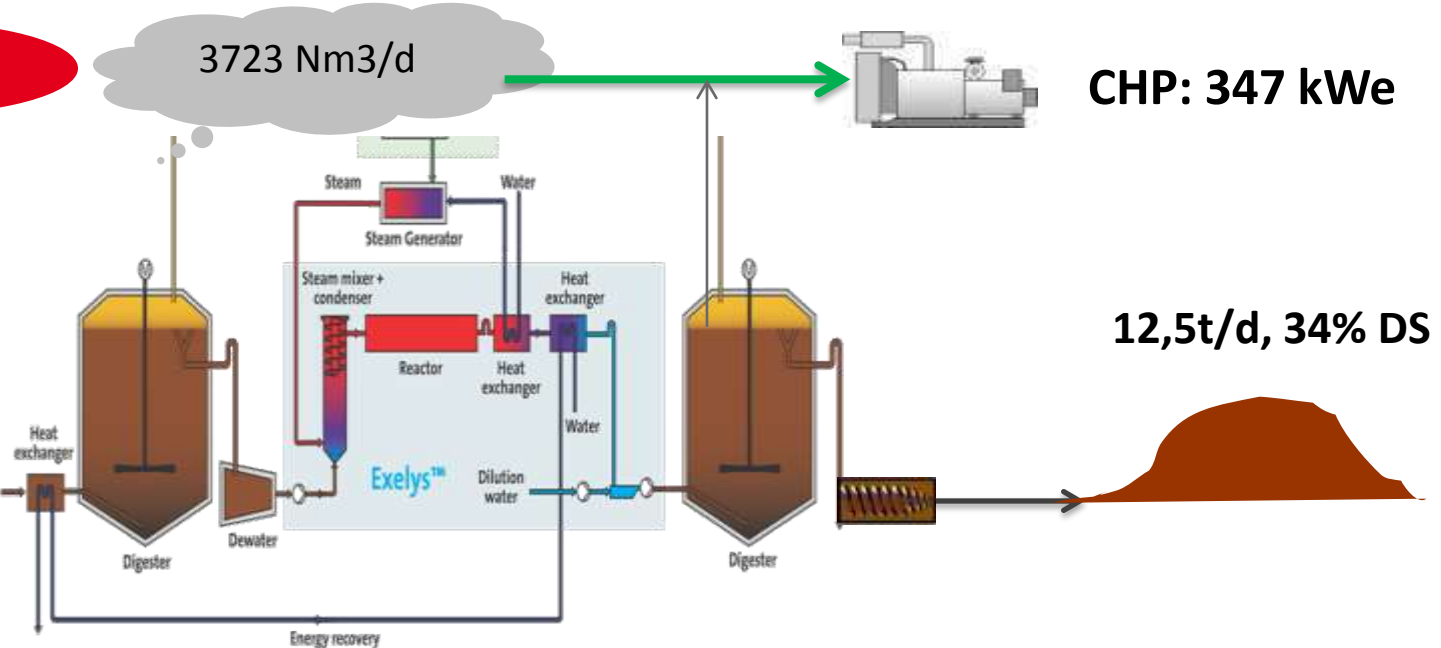 3723 Nm3/d
CHP: 347 kWe
Steam
Water
Steam Generator
Steam mixer +
condenser
Heat
exchanger
Reactor
Heat
exchanger
12,5t/d, 34% DS
Water
Heat
exchanger
Exelys™
Dilution
water
Dewater
Digester
Digester
Energy recovery
M
M